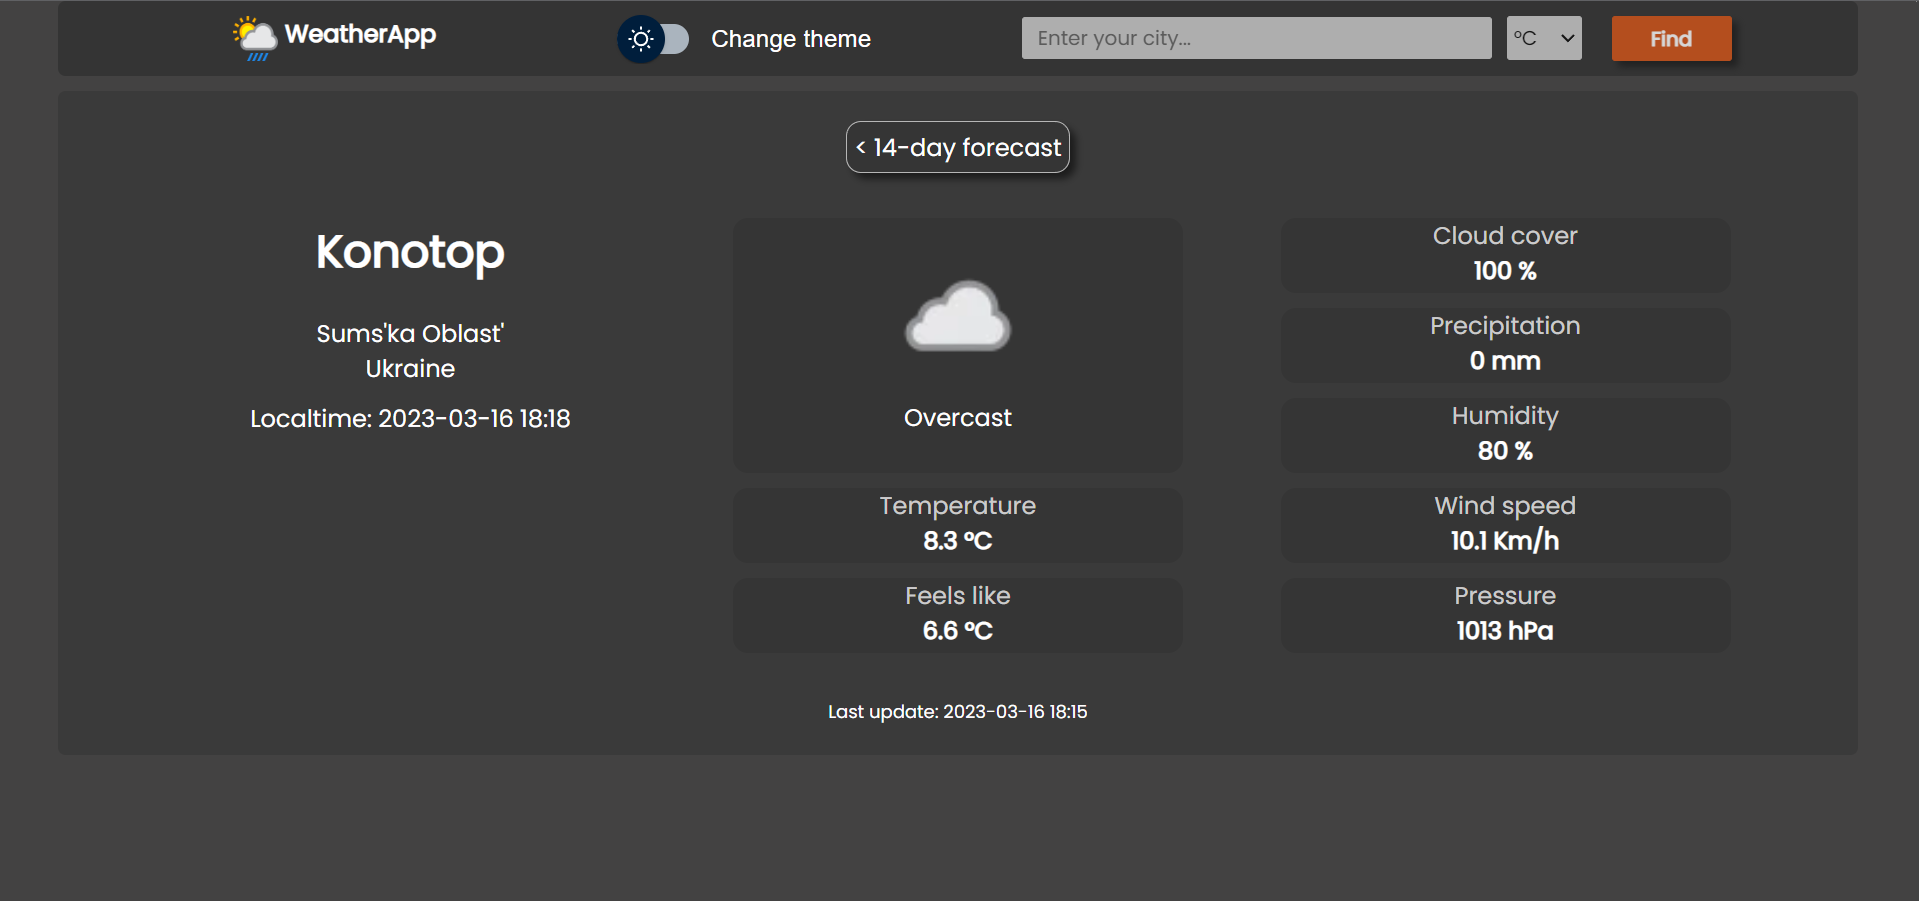 WeatherApp
Change theme
Enter your city...
°C
Find
< 14-day forecast
Konotop
Sums'ka Oblast'
Ukraine
Localtime: 2023-03-16 18:18
Overcast
Temperature
8.3 °C
Feels like
6.6 °C
Cloud cover
100 %
Precipitation
0 mm
Humidity
80 %
Wind speed
10.1 Km/h
Pressure
1013 hPa
Last update: 2023-03-16 18:15